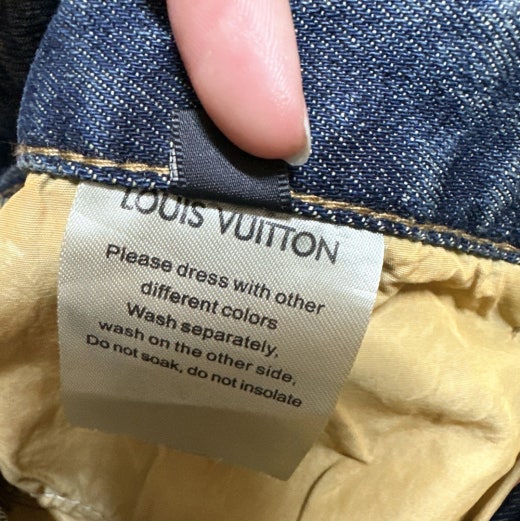 LOUIS VUITTON
Please dress with other
different colors
Wash separately,
wash on the other side,
Do not soak, do not insolate